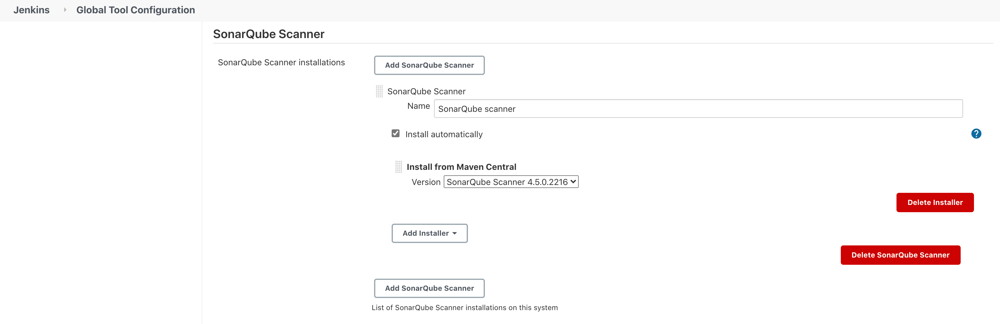 Jenkins Global Tool Configuration
SonarQube Scanner
SonarQube Scanner installations
Add SonarQube Scanner
SonarQube Scanner
Name SonarQube scanner
Install automatically
?
Install from Maven Central
Version SonarQube Scanner 4.5.0.2216
Delete Installer
Add Installer
Delete SonarQube Scanner
Add SonarQube Scanner
List of SonarQube Scanner installations on this system